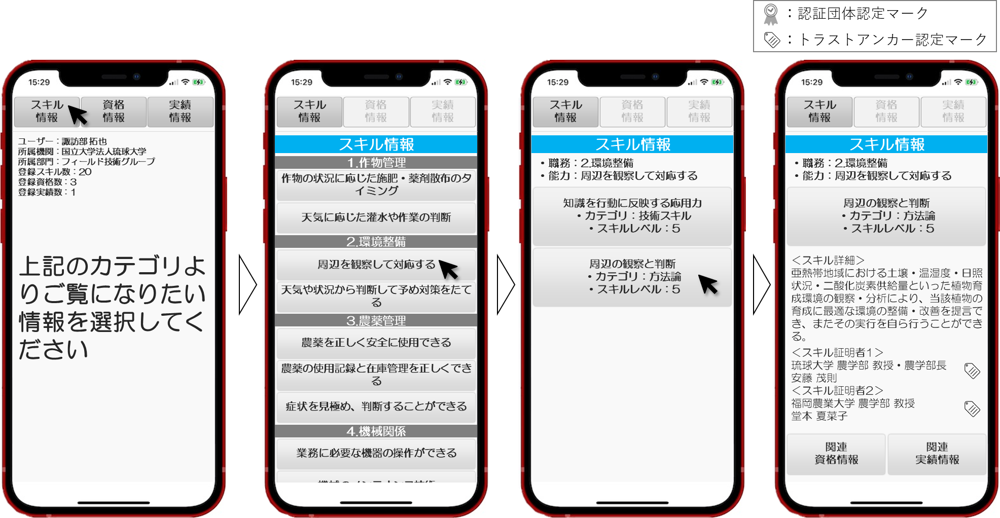 ：認証団体認定マーク
：トラストアンカー認定マーク
15:29
スキル
情報
資格
情報
実績
情報
ユーザー：諏訪部 拓也
所属機関：国立大学法人琉球大学
所属部門：フィールド技術グループ
登録スキル数：20
登録資格数：3
登録実績数：1
上記のカテゴリよ
りご覧になりたい
情報を選択してく
ださい
15:29
スキル
情報
資格
情報
実績
情報
スキル情報
1.作物管理
作物の状況に応じた施肥・薬剤散布のタ
イミング
天気に応じた灌水や作業の判断
2.環境整備
周辺を観察して対応する
天気や状況から判断して予め対策をたて
る
3.農薬管理
農薬を正しく安全に使用できる
農薬の使用記録と在庫管理を正しくでき
る
症状を見極め、判断することができる
4.機械関係
業務に必要な機器の操作ができる
15:29
スキル
情報
資格
情報
実績
情報
スキル情報
・職務：2.環境整備
・能力：周辺を観察して対応する
知識を行動に反映する応用力
・カテゴリ：技術スキル
・スキルレベル：5
周辺の観察と判断
・カテゴリ：方法論
・スキルレベル：5
15:29
スキル
情報
資格
情報
実績
情報
スキル情報
・職務：2.環境整備
・能力：周辺を観察して対応する
周辺の観察と判断
・カテゴリ：方法論
・スキルレベル：5
＜スキル詳細＞
亜熱帯地域における土壌・温湿度・日照
状況・二酸化炭素供給量といった植物育
成環境の観察・分析により、当該植物の
育成に最適な環境の整備・改善を提言で
き、またその実行を自ら行うことができ
る。
＜スキル証明者1＞
琉球大学 農学部 教授・農学部長
安藤 茂則
＜スキル証明者2＞
福岡農業大学 農学部 教授
堂本 夏菜子
関連
資格情報
関連
実績情報